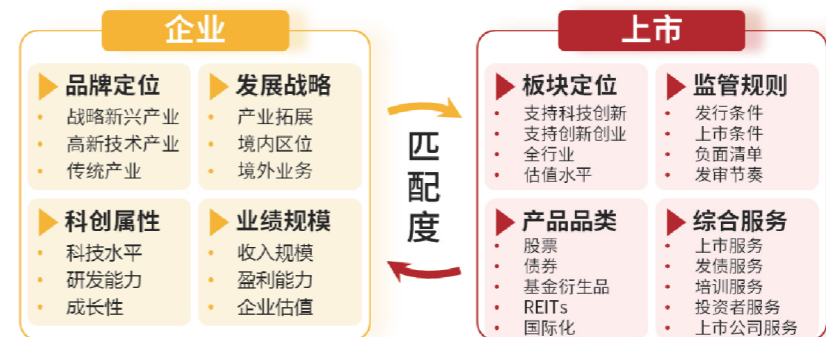 企业
品牌定位
战略新兴产业
高新技术产业
传统产业
发展战略
产业拓展
境内区位
境外业务
科创属性
科技水平
研发能力
成长性
业绩规模
收入规模
盈利能力
企业估值
匹配度
上市
板块定位
支持科技创新
支持创新创业
全行业
估值水平
监管规则
发行条件
上市条件
负面清单
发审节奏
产品品类
股票
债券
基金衍生品
REITs
国际化
综合服务
上市服务
发债服务
培训服务
投资者服务
上市公司服务